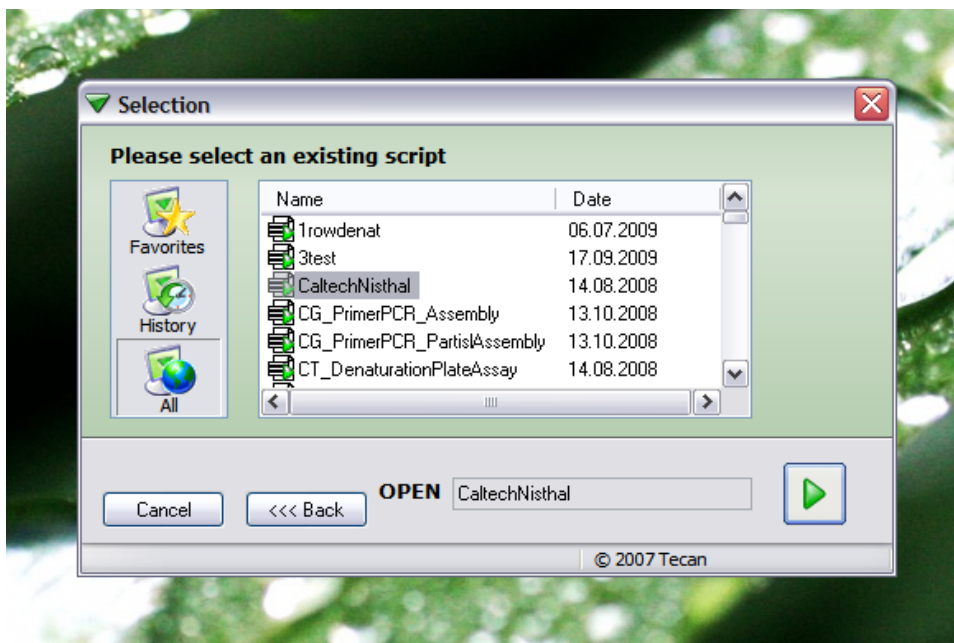 Selection
Please select an existing script
Favorites
History
All
Name Date
1rowdenat 06.07.2009
3test 17.09.2009
CaltechNisthal 14.08.2008
CG_PrimerPCR_Assembly 13.10.2008
CG_PrimerPCR_PartislAssembly 13.10.2008
CT_DenaturationPlateAssay 14.08.2008
Cancel <<< Back OPEN CaltechNisthal
© 2007 Tecan